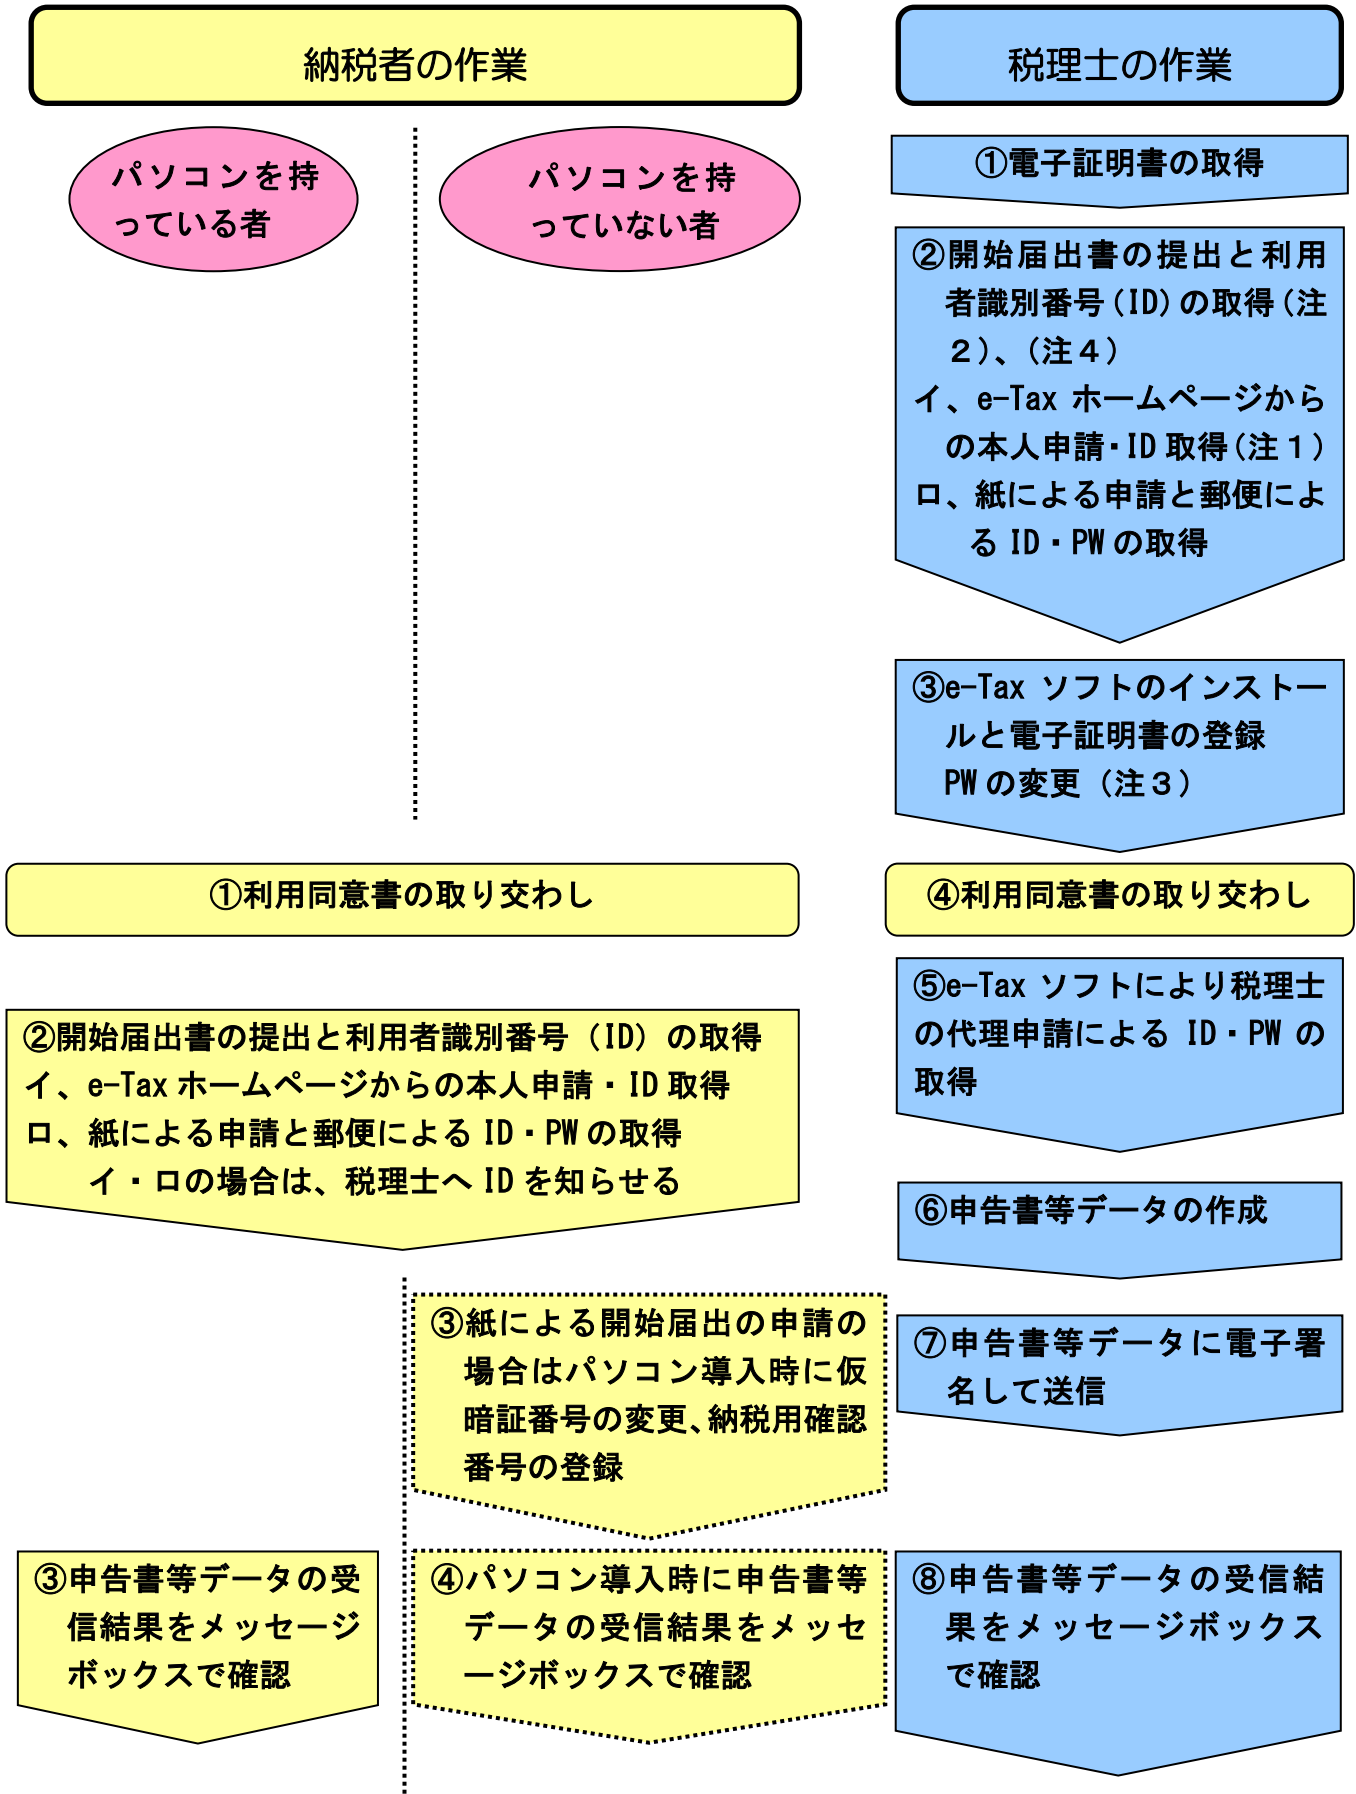 納税者の作業
税理士の作業
パソコンを持
っている者
パソコンを持
っていない者
①電子証明書の取得
②開始届出書の提出と利用
者識別番号(ID)の取得(注
2)、(注4)
イ、e-Tax ホームページから
の本人申請・ID 取得(注1)
ロ、紙による申請と郵便によ
る ID・PW の取得
③e-Tax ソフトのインストー
ルと電子証明書の登録
PW の変更(注3)
①利用同意書の取り交わし
④利用同意書の取り交わし
⑤e-Tax ソフトにより税理士
の代理申請による ID・PW の
取得
②開始届出書の提出と利用者識別番号(ID)の取得
イ、e-Tax ホームページからの本人申請・ID 取得
ロ、紙による申請と郵便による ID・PW の取得
イ・ロの場合は、税理士へ ID を知らせる
⑥申告書等データの作成
③紙による開始届出の申請の
場合はパソコン導入時に仮
暗証番号の変更、納税用確認
番号の登録
⑦申告書等データに電子署
名して送信
③申告書等データの受
信結果をメッセージ
ボックスで確認
④パソコン導入時に申告書等
データの受信結果をメッセ
ージボックスで確認
⑧申告書等データの受信結
果をメッセージボックス
で確認